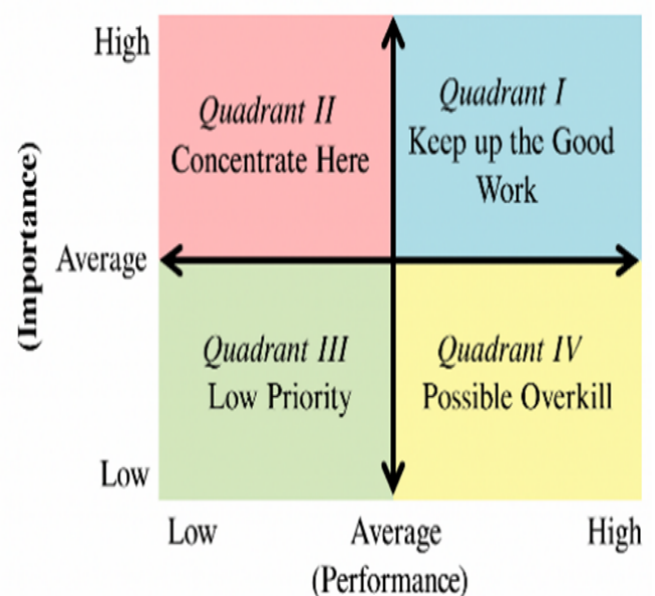 High
Quadrant II
Concentrate Here
Quadrant I
Keep up the Good
Work
(Importance)
Average
Quadrant III
Low Priority
Quadrant IV
Possible Overkill
Low
Low
Average
High
(Performance)